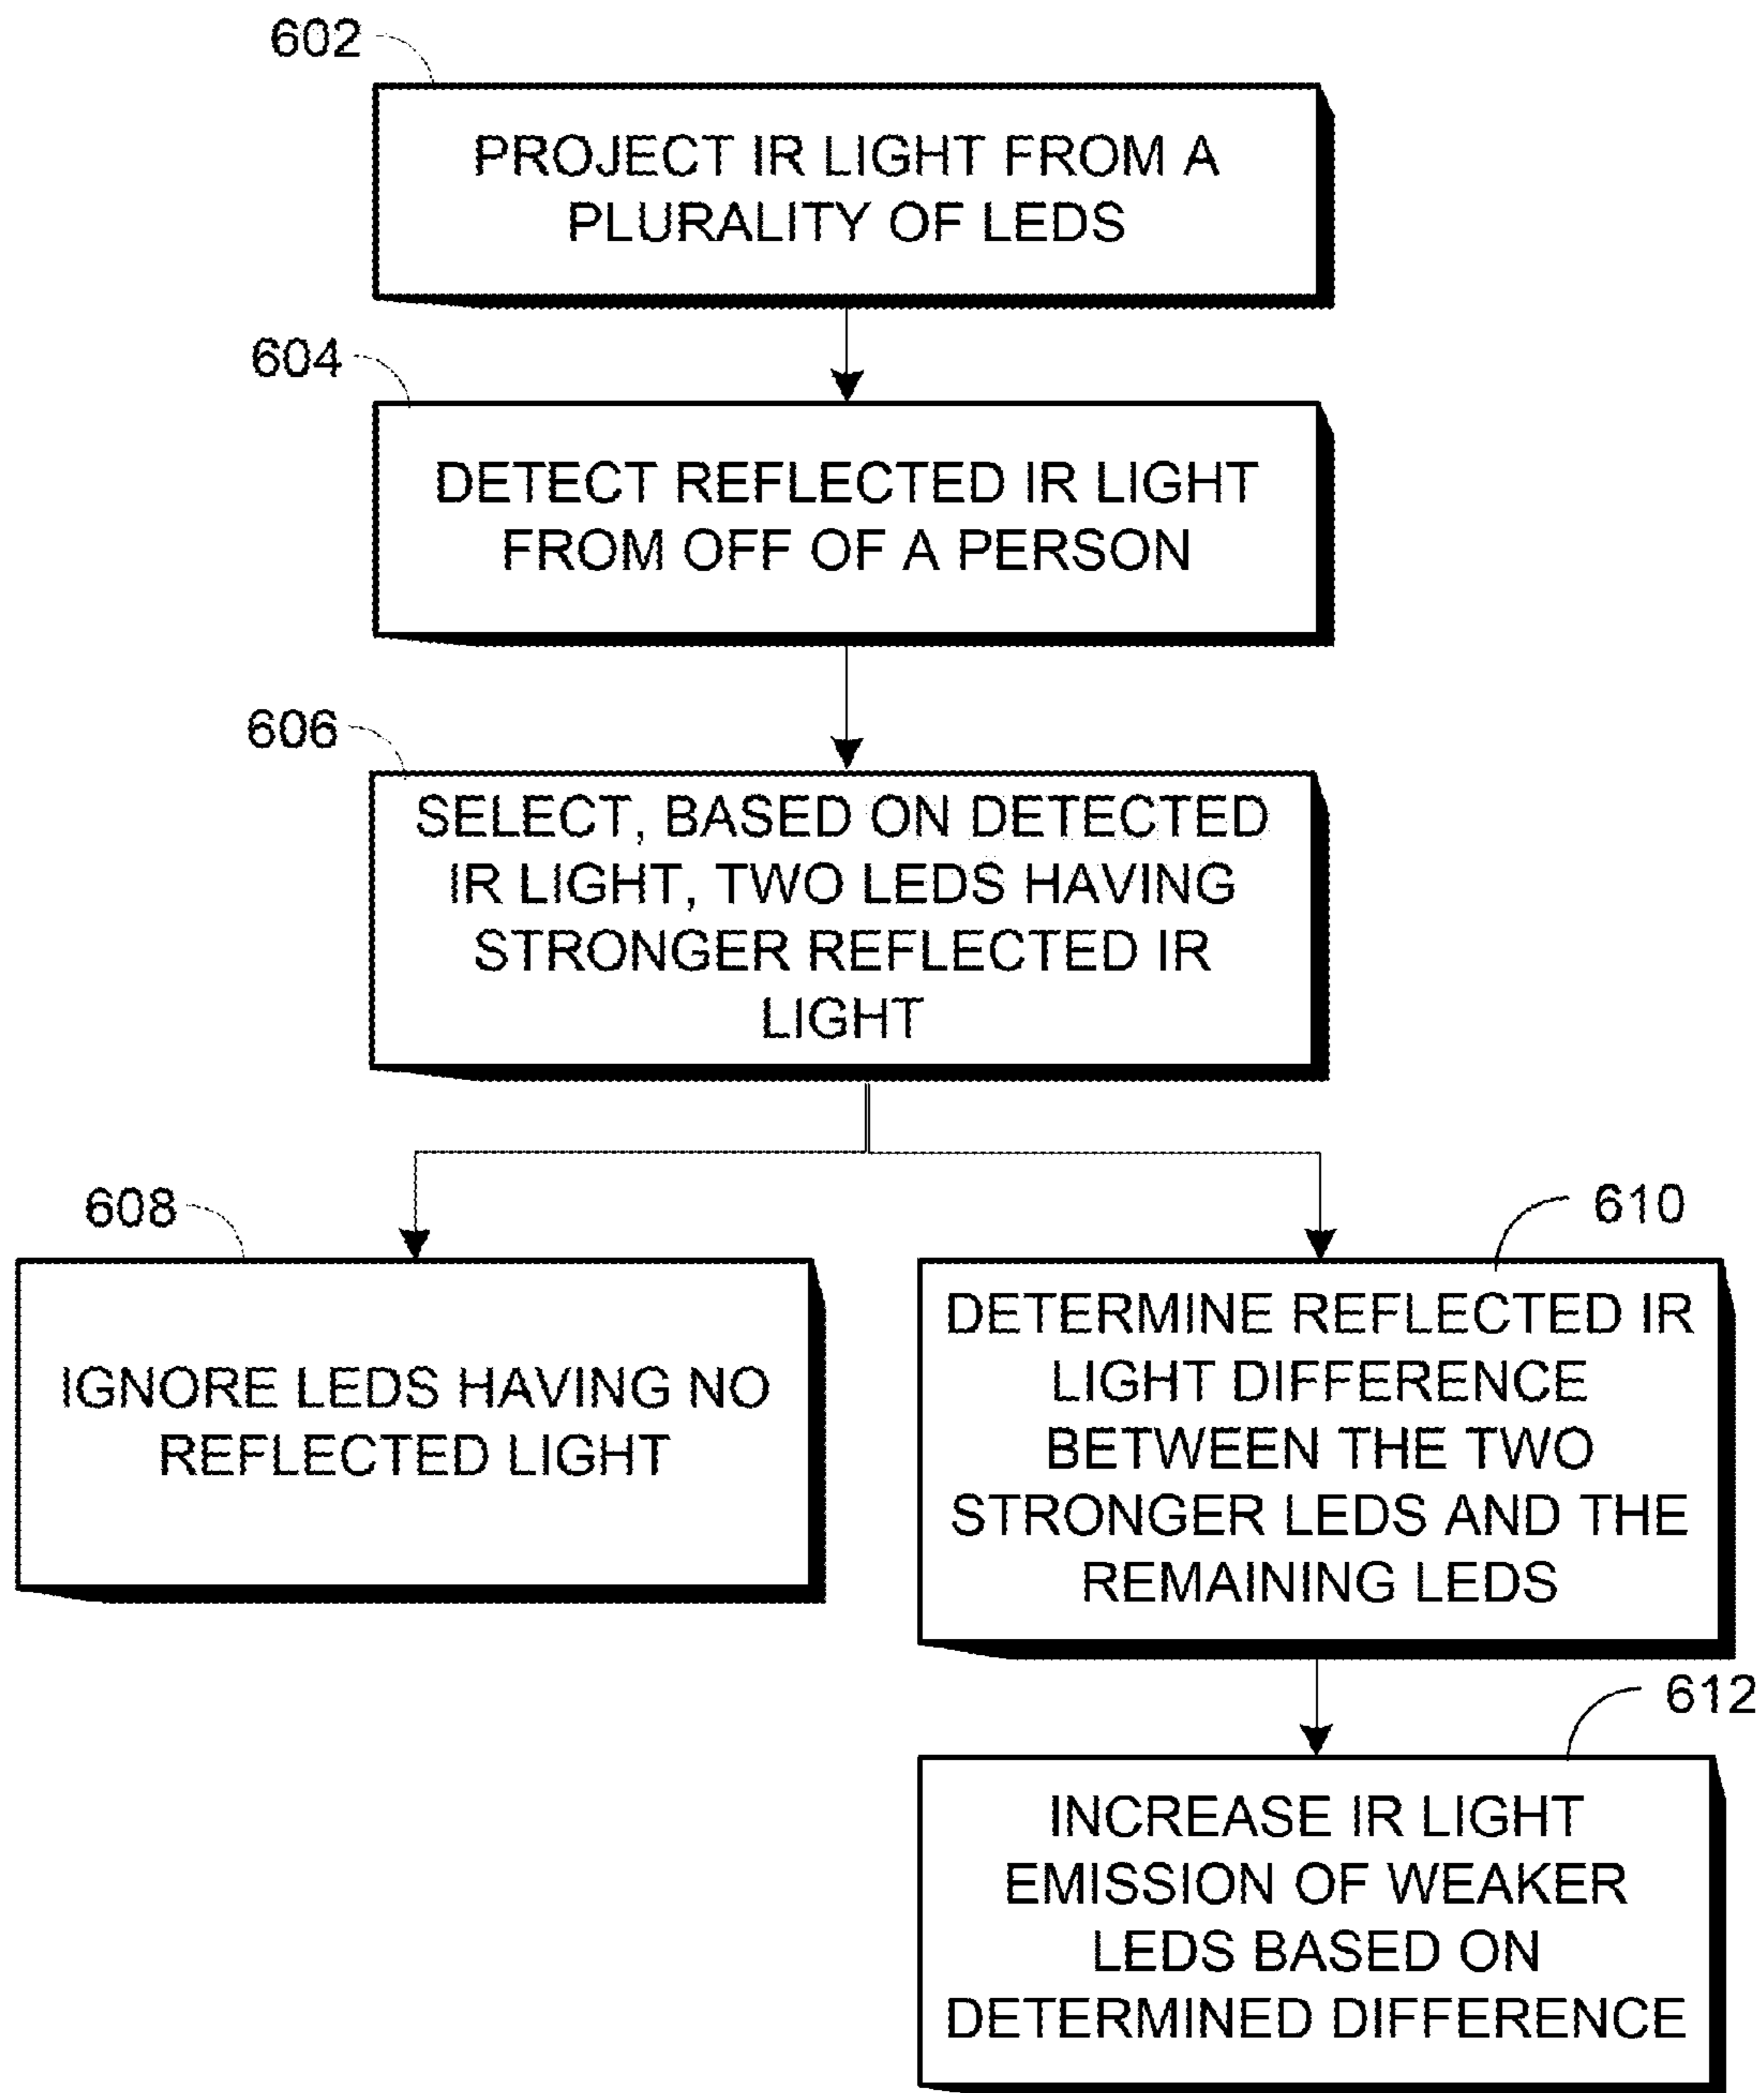 602
PROJECT IR LIGHT FROM A
PLURALITY OF LEDS
604
DETECT REFLECTED IR LIGHT
FROM OFF OF A PERSON
606
SELECT, BASED ON DETECTED
IR LIGHT, TWO LEDS HAVING
STRONGER REFLECTED IR
LIGHT
608
IGNORE LEDS HAVING NO
REFLECTED LIGHT
610
DETERMINE REFLECTED IR
LIGHT DIFFERENCE
BETWEEN THE TWO
STRONGER LEDS AND THE
REMAINING LEDS
612
INCREASE IR LIGHT
EMISSION OF WEAKER
LEDS BASED ON
DETERMINED DIFFERENCE